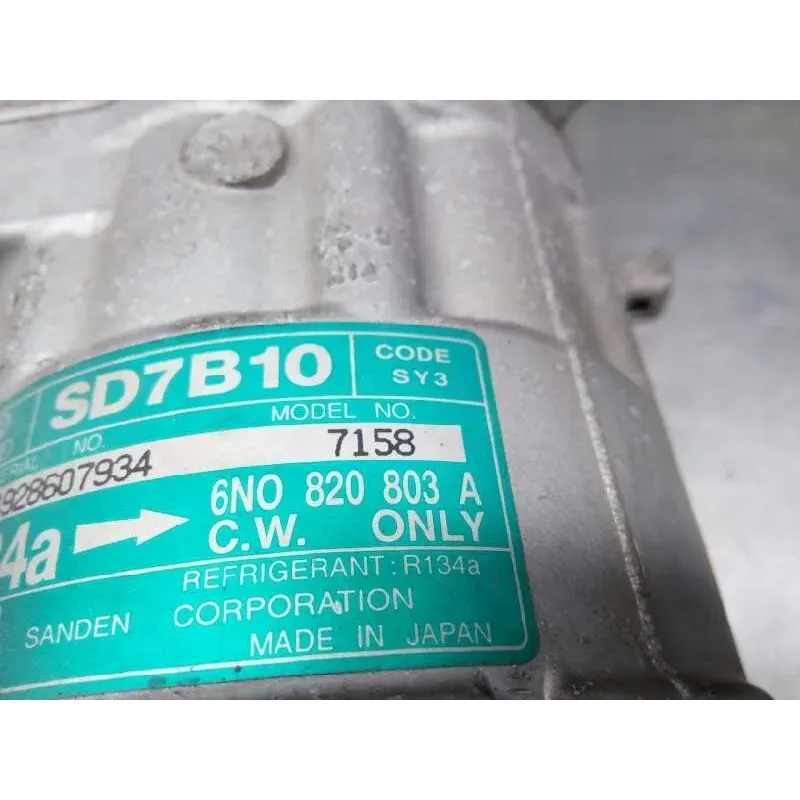 SD7B10
CODE
SY3
NO.
MODEL NO.
928607934
7158
4a
6N0 820 803 A
C.W. ONLY
REFRIGERANT: R134a
SANDEN CORPORATION
MADE IN JAPAN